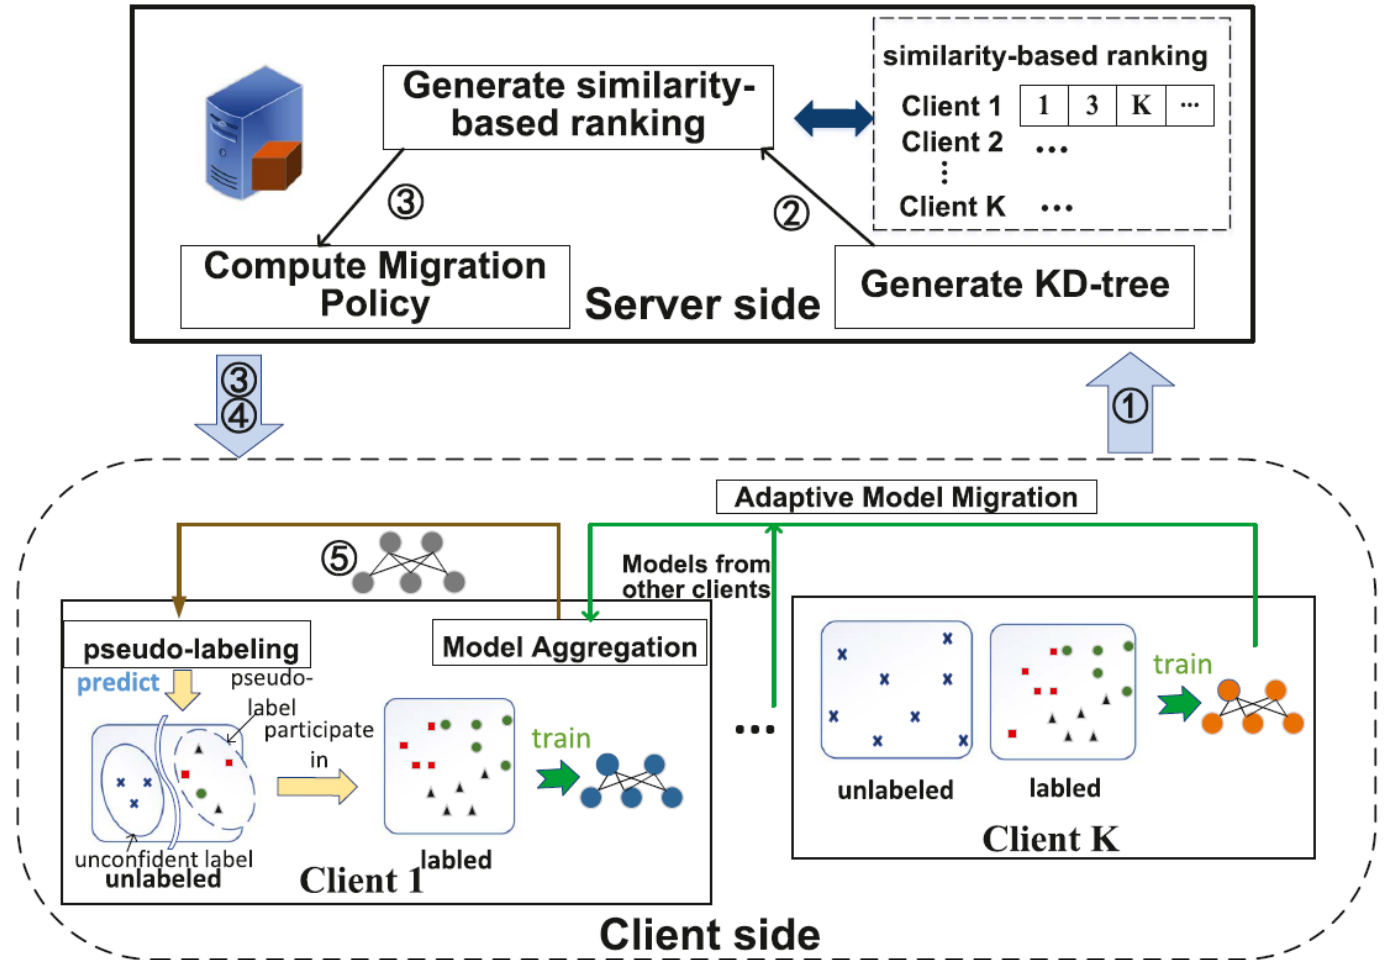 similarity-based ranking
Generate similarity-
based ranking
Client 1
1 3 K ...
Client 2 ...
⋮
Client K ...
③
②
Compute Migration
Policy
Generate KD-tree
Server side
③
④
①
Adaptive Model Migration
⑤
Models from
other clients
pseudo-labeling
Model Aggregation
predict
pseudo-
label
participate
in
train
...
train
unconfident label
unlabeled
labled
Client 1
unlabeled
labled
Client K
Client side